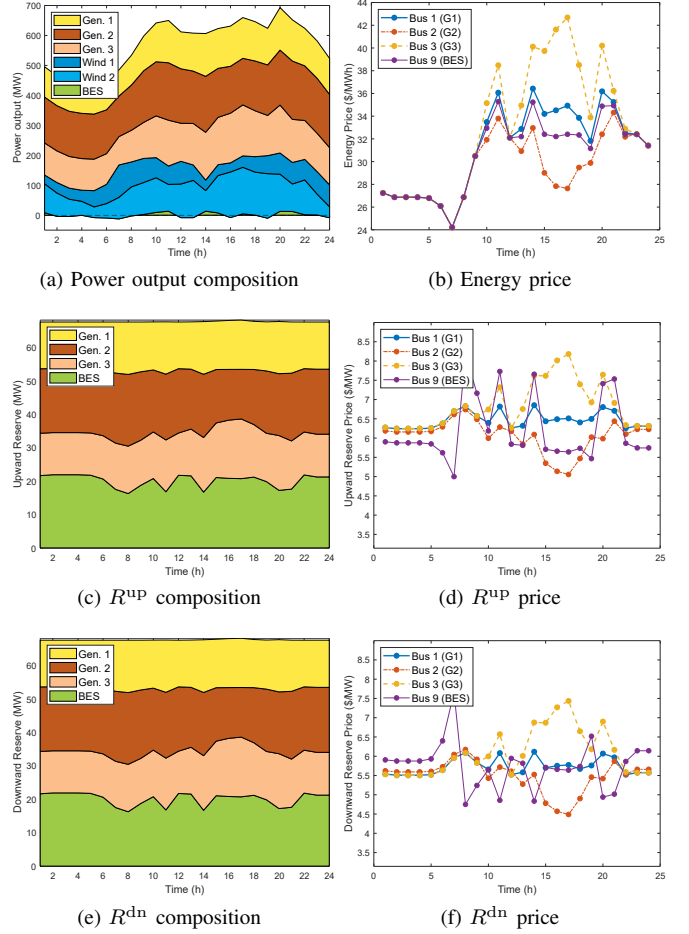 700
600
500
400
300
200
100
0
Power output (MW)
Gen. 1
Gen. 2
Gen. 3
Wind 1
Wind 2
BES
2 4 6 8 10 12 14 16 18 20 22 24
Time (h)
(a) Power output composition
44
42
40
38
36
34
32
30
28
26
24
Energy Price ($/MWh)
Bus 1 (G1)
Bus 2 (G2)
Bus 3 (G3)
Bus 9 (BES)
0 5 10 15 20 25
Time (h)
(b) Energy price
60
50
40
30
20
10
0
Upward Reserve (MW)
Gen. 1
Gen. 2
Gen. 3
BES
2 4 6 8 10 12 14 16 18 20 22 24
Time (h)
(c) R^up composition
9
8.5
8
7.5
7
6.5
6
5.5
5
4.5
4
3.5
Upward Reserve Price ($/MW)
Bus 1 (G1)
Bus 2 (G2)
Bus 3 (G3)
Bus 9 (BES)
0 5 10 15 20 25
Time (h)
(d) R^up price
60
50
40
30
20
10
0
Downward Reserve (MW)
Gen. 1
Gen. 2
Gen. 3
BES
2 4 6 8 10 12 14 16 18 20 22 24
Time (h)
(e) R^dn composition
8.5
8
7.5
7
6.5
6
5.5
5
4.5
4
3.5
Downward Reserve Price ($/MW)
Bus 1 (G1)
Bus 2 (G2)
Bus 3 (G3)
Bus 9 (BES)
0 5 10 15 20 25
Time (h)
(f) R^dn price